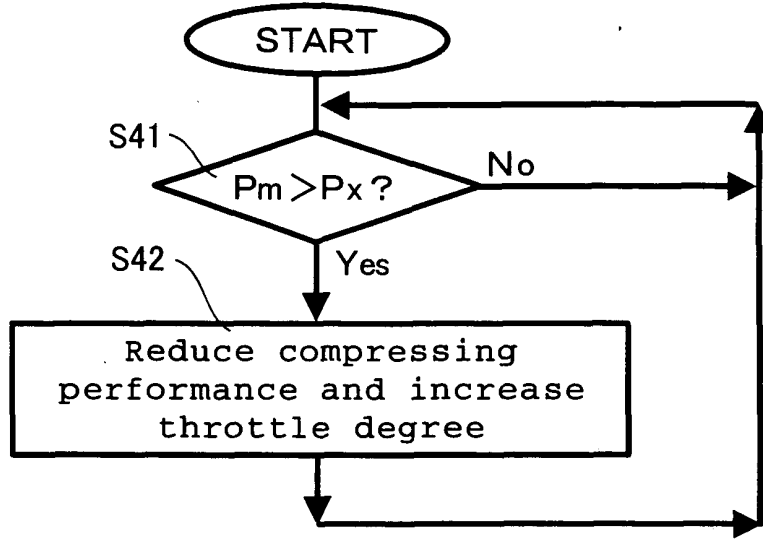 START
S41
Pm>Px?
No
S42
Yes
Reduce compressing
performance and increase
throttle degree